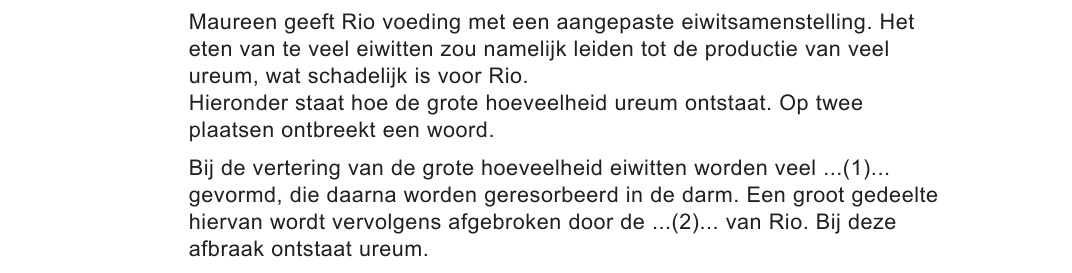 Maureen geeft Rio voeding met een aangepaste eiwitsamenstelling. Het
eten van te veel eiwitten zou namelijk leiden tot de productie van veel
ureum, wat schadelijk is voor Rio.
Hieronder staat hoe de grote hoeveelheid ureum ontstaat. Op twee
plaatsen ontbreekt een woord.
Bij de vertering van de grote hoeveelheid eiwitten worden veel ...(1)...
gevormd, die daarna worden geresorbeerd in de darm. Een groot gedeelte
hiervan wordt vervolgens afgebroken door de ...(2)... van Rio. Bij deze
afbraak ontstaat ureum.